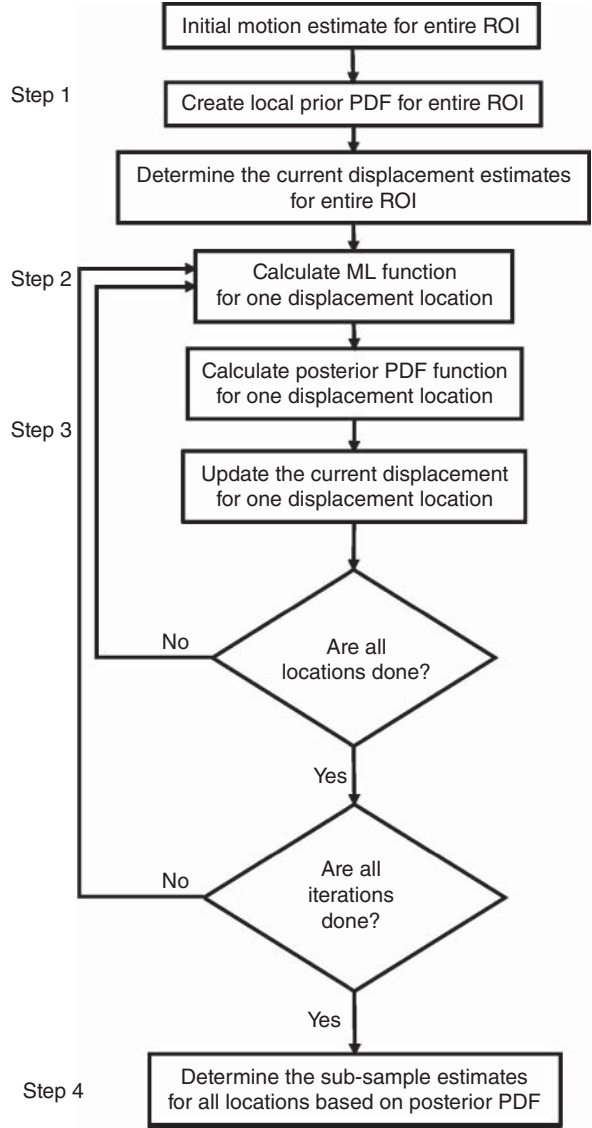 Initial motion estimate for entire ROI
Step 1
Create local prior PDF for entire ROI
Determine the current displacement estimates
for entire ROI
Step 2
Calculate ML function
for one displacement location
Calculate posterior PDF function
for one displacement location
Step 3
Update the current displacement
for one displacement location
No
Are all
locations done?
Yes
No
Are all
iterations
done?
Yes
Step 4
Determine the sub-sample estimates
for all locations based on posterior PDF